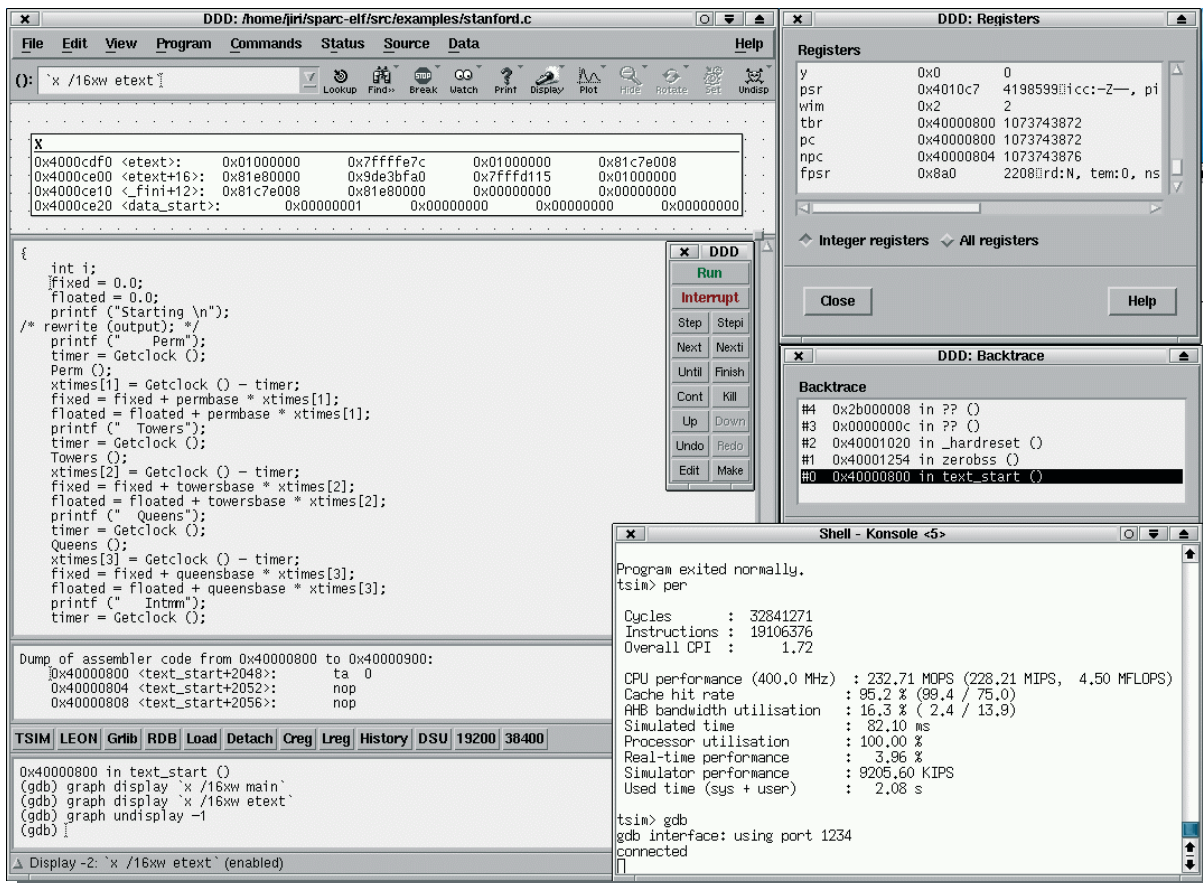 DDD: /home/jiri/sparc-elf/src/examples/stanford.c
File Edit View Program Commands Status Source Data Help
(): `x /16xw etext`
Lookup Find>> Break Watch Print Display Plot Hide Rotate Set Undisp
X
0x4000cdf0 <etext>: 0x01000000 0x7ffffe7c 0x01000000 0x81c7e008
0x4000ce00 <etext+16>: 0x81e80000 0x9de3bfa0 0x7fffd115 0x01000000
0x4000ce10 <_fini+12>: 0x81c7e008 0x81e80000 0x00000000 0x00000000
0x4000ce20 <data_start>: 0x00000001 0x00000000 0x00000000 0x00000000
{
int i;
fixed = 0.0;
floated = 0.0;
printf ("Starting \n");
/* rewrite (output); */
printf ("    Perm");
timer = Getclock ();
Perm ();
xtimes[1] = Getclock () - timer;
fixed = fixed + permbase * xtimes[1];
floated = floated + permbase * xtimes[1];
printf ("  Towers");
timer = Getclock ();
Towers ();
xtimes[2] = Getclock () - timer;
fixed = fixed + towersbase * xtimes[2];
floated = floated + towersbase * xtimes[2];
printf ("  Queens");
timer = Getclock ();
Queens ();
xtimes[3] = Getclock () - timer;
fixed = fixed + queensbase * xtimes[3];
floated = floated + queensbase * xtimes[3];
printf ("   Intmm");
timer = Getclock ();
DDD
Run
Interrupt
Step Stepi
Next Nexti
Until Finish
Cont Kill
Up Down
Undo Redo
Edit Make
Dump of assembler code from 0x40000800 to 0x40000900:
0x40000800 <text_start+2048>: ta 0
0x40000804 <text_start+2052>: nop
0x40000808 <text_start+2056>: nop
TSIM LEON Grlib RDB Load Detach Creg Lreg History DSU 19200 38400
0x40000800 in text_start ()
(gdb) graph display `x /16xw main`
(gdb) graph display `x /16xw etext`
(gdb) graph undisplay -1
(gdb)
Display -2: `x /16xw etext` (enabled)
DDD: Registers
Registers
y 0x0 0
psr 0x4010c7 4198599 icc:-Z--, pi
wim 0x2 2
tbr 0x40000800 1073743872
pc 0x40000800 1073743872
npc 0x40000804 1073743876
fpsr 0x8a0 2208 rd:N, tem:0, ns
Integer registers All registers
Close Help
DDD: Backtrace
Backtrace
#4 0x2b000008 in ?? ()
#3 0x0000000c in ?? ()
#2 0x40001020 in _hardreset ()
#1 0x40001254 in zerobss ()
#0 0x40000800 in text_start ()
Shell - Konsole <5>
Program exited normally.
tsim> per
Cycles : 32841271
Instructions : 19106376
Overall CPI : 1.72
CPU performance (400.0 MHz) : 232.71 MOPS (228.21 MIPS, 4.50 MFLOPS)
Cache hit rate : 95.2 % (99.4 / 75.0)
AHB bandwidth utilisation : 16.3 % ( 2.4 / 13.9)
Simulated time : 82.10 ms
Processor utilisation : 100.00 %
Real-time performance : 3.96 %
Simulator performance : 9205.60 KIPS
Used time (sys + user) : 2.08 s
tsim> gdb
gdb interface: using port 1234
connected